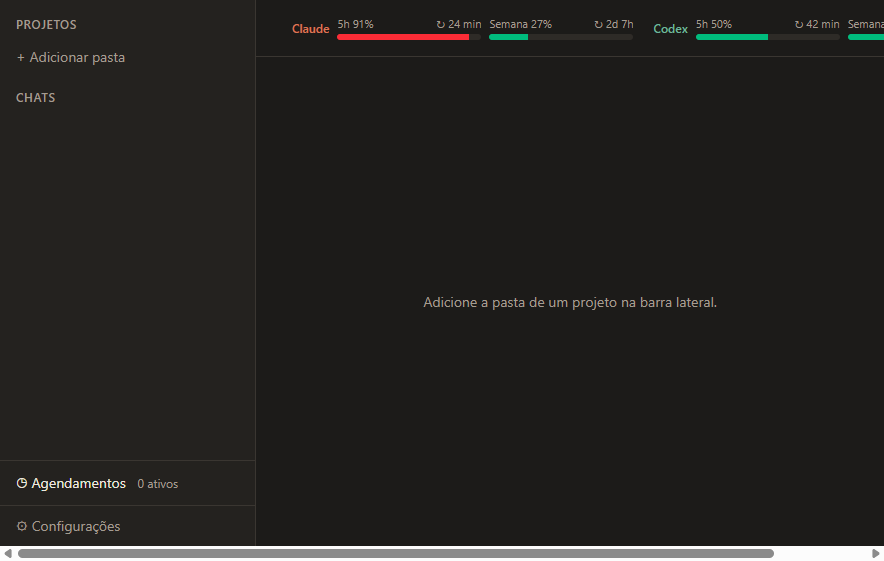 PROJETOS
+ Adicionar pasta
CHATS
◷ Agendamentos 0 ativos
⚙ Configurações
Claude 5h 91% ↻ 24 min Semana 27% ↻ 2d 7h Codex 5h 50% ↻ 42 min Semana
Adicione a pasta de um projeto na barra lateral.